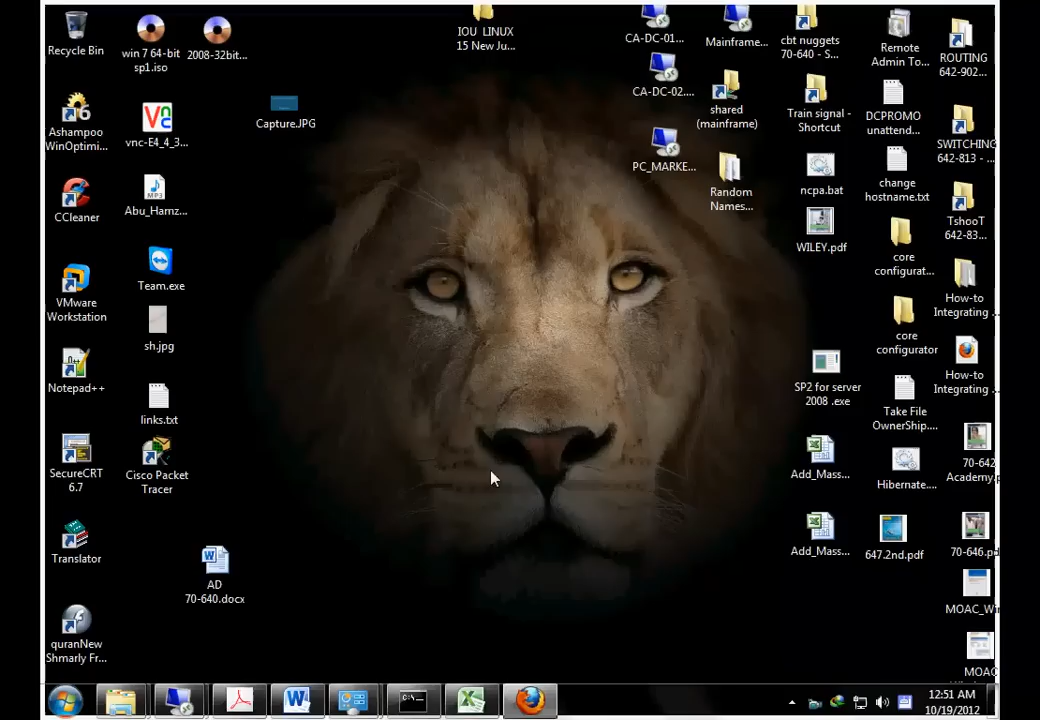 Recycle Bin
win 7 64-bit
sp1.iso
2008-32bit...
IOU LINUX
15 New Ju...
CA-DC-01....
Mainframe...
cbt nuggets
70-640 - S...
Remote
Admin To...
ROUTING
642-902...
Ashampoo
WinOptimi...
vnc-E4_4_3...
Capture.JPG
CA-DC-02....
shared
(mainframe)
Train signal -
Shortcut
DCPROMO
unattend...
SWITCHING
642-813 - ...
CCleaner
Abu_Hamz...
PC_MARKE...
Random
Names...
ncpa.bat
change
hostname.txt
TshooT
642-83...
VMware
Workstation
Team.exe
WILEY.pdf
core
configurat...
How-to
Integrating ...
Notepad++
sh.jpg
SP2 for server
2008 .exe
core
configurator
How-to
Integrating ...
SecureCRT
6.7
links.txt
Cisco Packet
Tracer
Add_Mass...
Take File
OwnerShip....
Hibernate....
70-642
Academy.
Translator
AD
70-640.docx
Add_Mass...
647.2nd.pdf
70-646.pd
quranNew
Shmarly Fr...
MOAC_Wi
MOAC
12:51 AM
10/19/2012